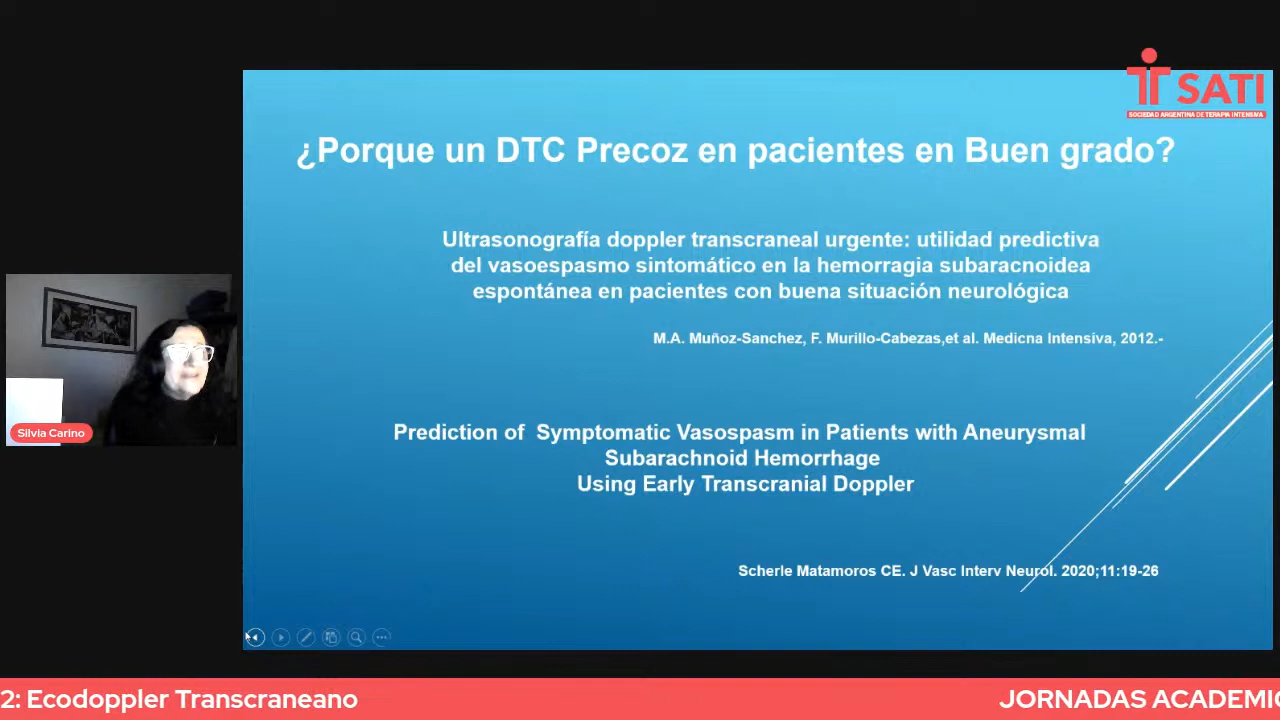 SATI
SOCIEDAD ARGENTINA DE TERAPIA INTENSIVA
¿Porque un DTC Precoz en pacientes en Buen grado?
Ultrasonografía doppler transcraneal urgente: utilidad predictiva
del vasoespasmo sintomático en la hemorragia subaracnoidea
espontánea en pacientes con buena situación neurológica
M.A. Muñoz-Sanchez, F. Murillo-Cabezas,et al. Medicna Intensiva, 2012.-
Prediction of Symptomatic Vasospasm in Patients with Aneurysmal
Subarachnoid Hemorrhage
Using Early Transcranial Doppler
Scherle Matamoros CE. J Vasc Interv Neurol. 2020;11:19-26
Silvia Carino
2: Ecodoppler Transcraneano
JORNADAS ACADEMIC